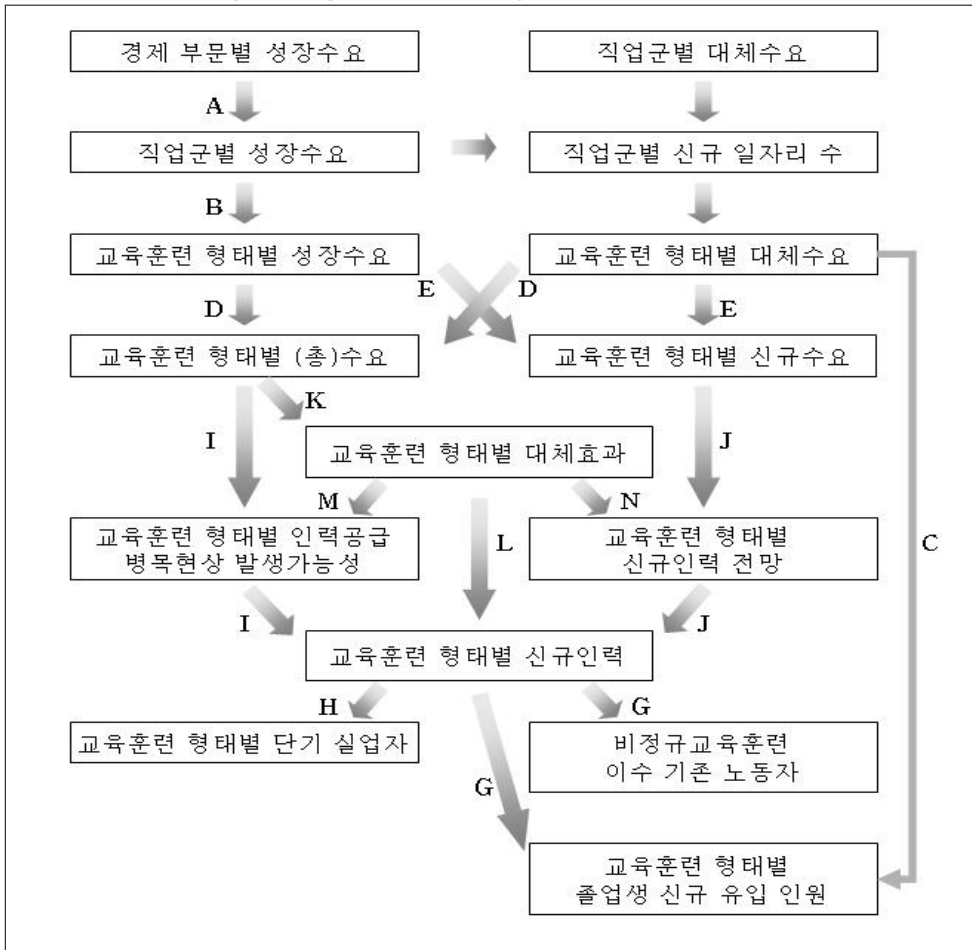 경제 부문별 성장수요
직업군별 대체수요
A
직업군별 성장수요
직업군별 신규 일자리 수
B
교육훈련 형태별 성장수요
교육훈련 형태별 대체수요
E
D
D
E
교육훈련 형태별 (총)수요
교육훈련 형태별 신규수요
K
I
J
교육훈련 형태별 대체효과
M
N
교육훈련 형태별 인력공급
병목현상 발생가능성
L
교육훈련 형태별
신규인력 전망
C
I
J
교육훈련 형태별 신규인력
H
G
교육훈련 형태별 단기 실업자
비정규교육훈련
이수 기존 노동자
G
교육훈련 형태별
졸업생 신규 유입 인원